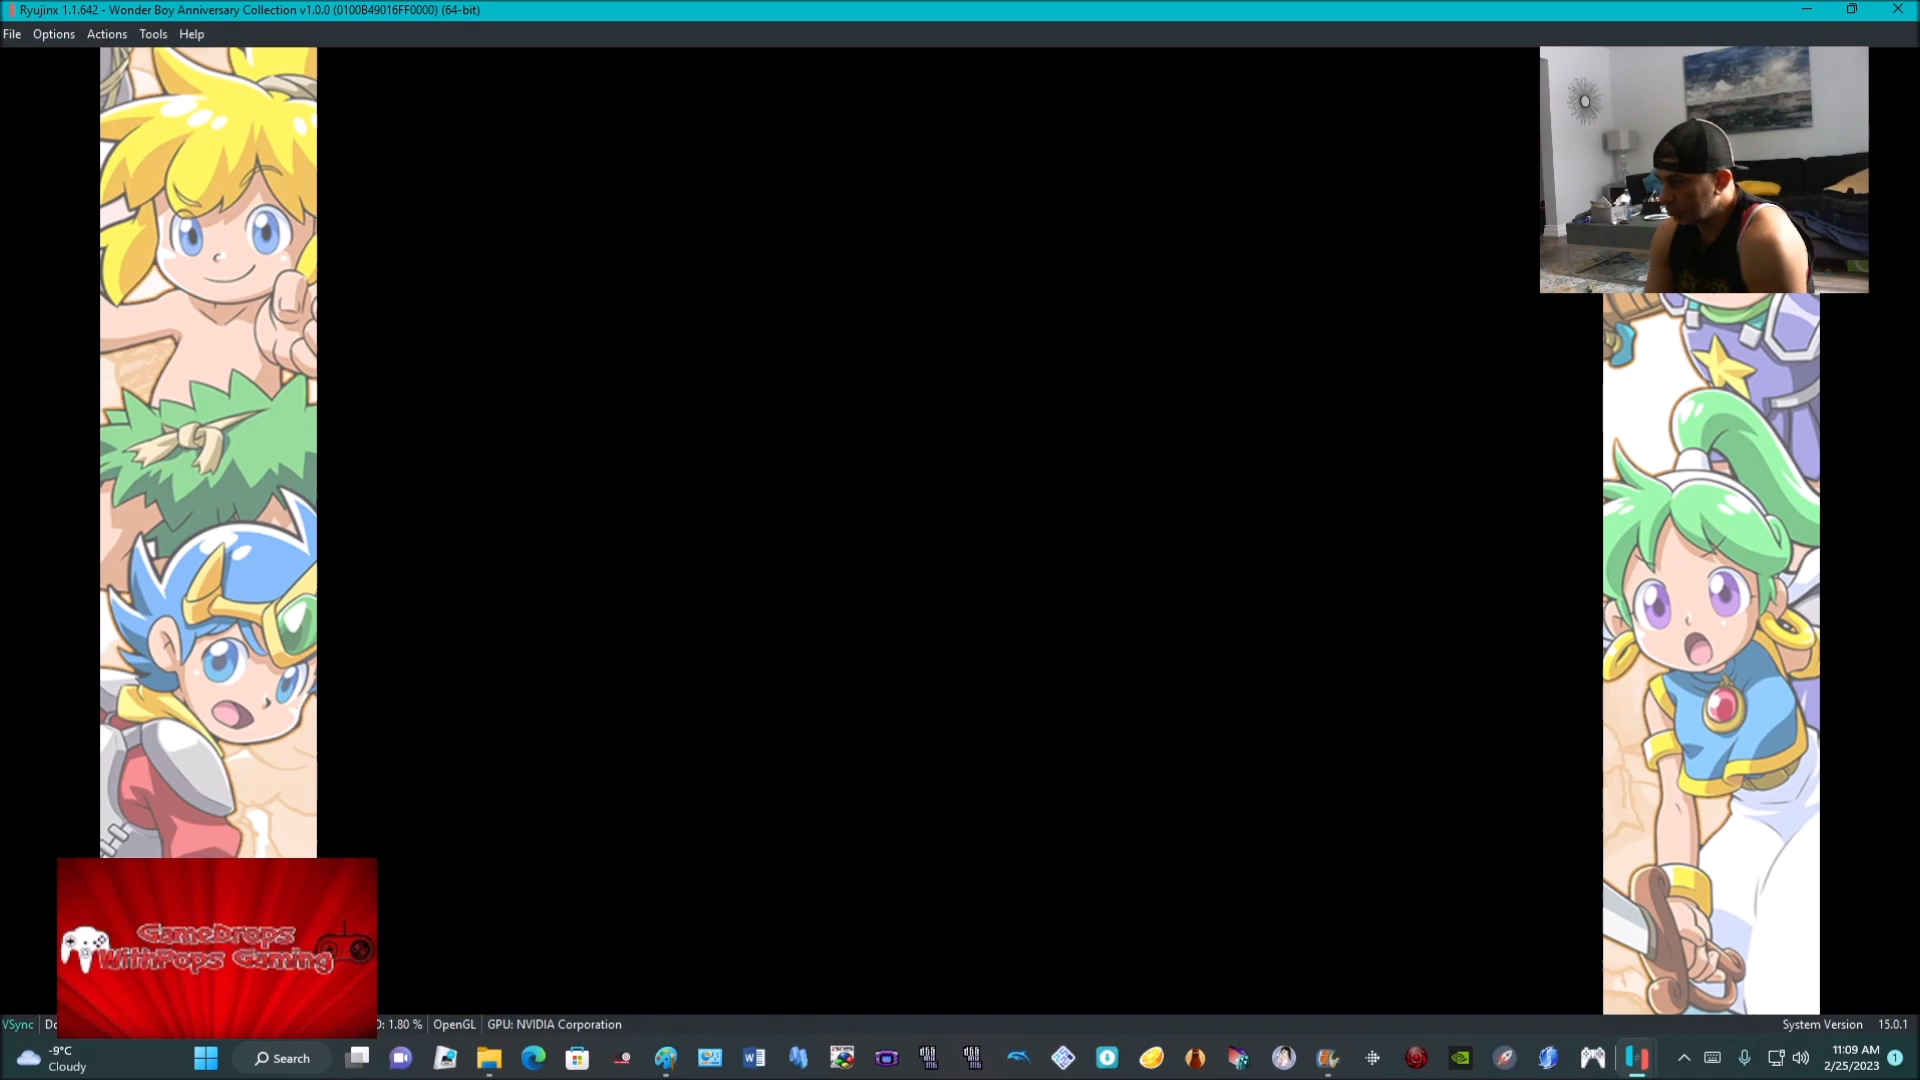 Ryujinx 1.1.642 - Wonder Boy Anniversary Collection v1.0.0 (0100B49016FF0000) (64-bit)
File Options Actions Tools Help
GameDrops
WithPops Gaming
VSync Do : 1.80 % OpenGL GPU: NVIDIA Corporation System Version 15.0.1
-9°C
Cloudy
Search
11:09 AM
2/25/2023
1